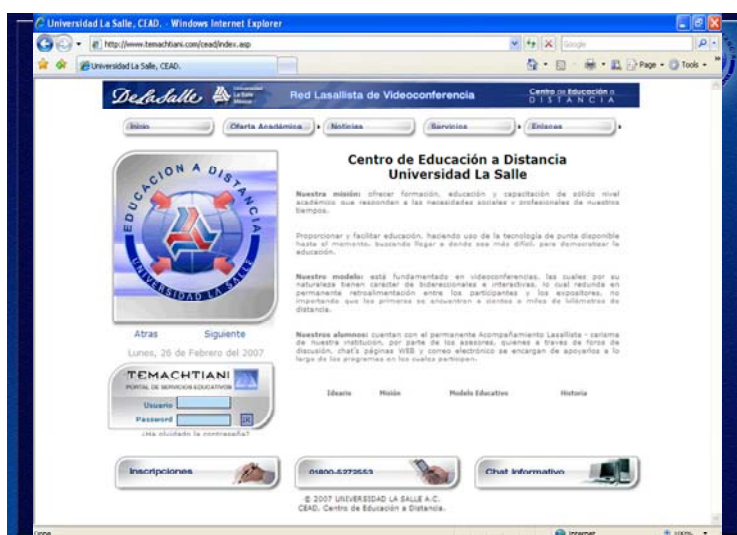 Universidad La Salle, CEAD. - Windows Internet Explorer
http://www.temachtiani.com/cead/index.asp
Google
Universidad La Salle, CEAD.
Page
Tools
DeLaSalle
Universidad La Salle México
Red Lasallista de Videoconferencia
Centro de Educación a
DISTANCIA
Inicio
Oferta Académica
Noticias
Servicios
Enlaces
EDUCACION A DISTANCIA
UNIVERSIDAD LA SALLE
Centro de Educación a Distancia
Universidad La Salle
Nuestra misión: ofrecer formación, educación y capacitación de sólido nivel
académico que responden a las necesidades sociales y profesionales de nuestros
tiempos.
Proporcionar y facilitar educación, haciendo uso de la tecnología de punta disponible
hasta el momento, buscando llegar a donde sea más difícil, para democratizar la
educación.
Nuestro modelo: está fundamentado en videoconferencias, las cuales por su
naturaleza tienen carácter de bidereccionales e interactivas, lo cual redunda en
permanente retroalimentación entre los participantes y los expositores, no
importando que los primeros se encuentren a cientos o miles de kilómetros de
distancia.
Nuestros alumnos: cuentan con el permanente Acompañamiento Lasallista - carisma
de nuestra institución, por parte de los asesores, quienes a través de foros de
discusión, chat's páginas WEB y correo electrónico se encargan de apoyarlos a lo
largo de los programas en los cuales participan.
Ideario
Misión
Modelo Educativo
Historia
Atras
Siguiente
Lunes, 26 de Febrero del 2007
TEMACHTIANI
PORTAL DE SERVICIOS EDUCATIVOS
Usuario
Password
¿Ha olvidado la contraseña?
Inscripciones
01800-5272553
Chat Informativo
© 2007 UNIVERSIDAD LA SALLE A.C.
CEAD, Centro de Educación a Distancia.
Done
Internet
100%